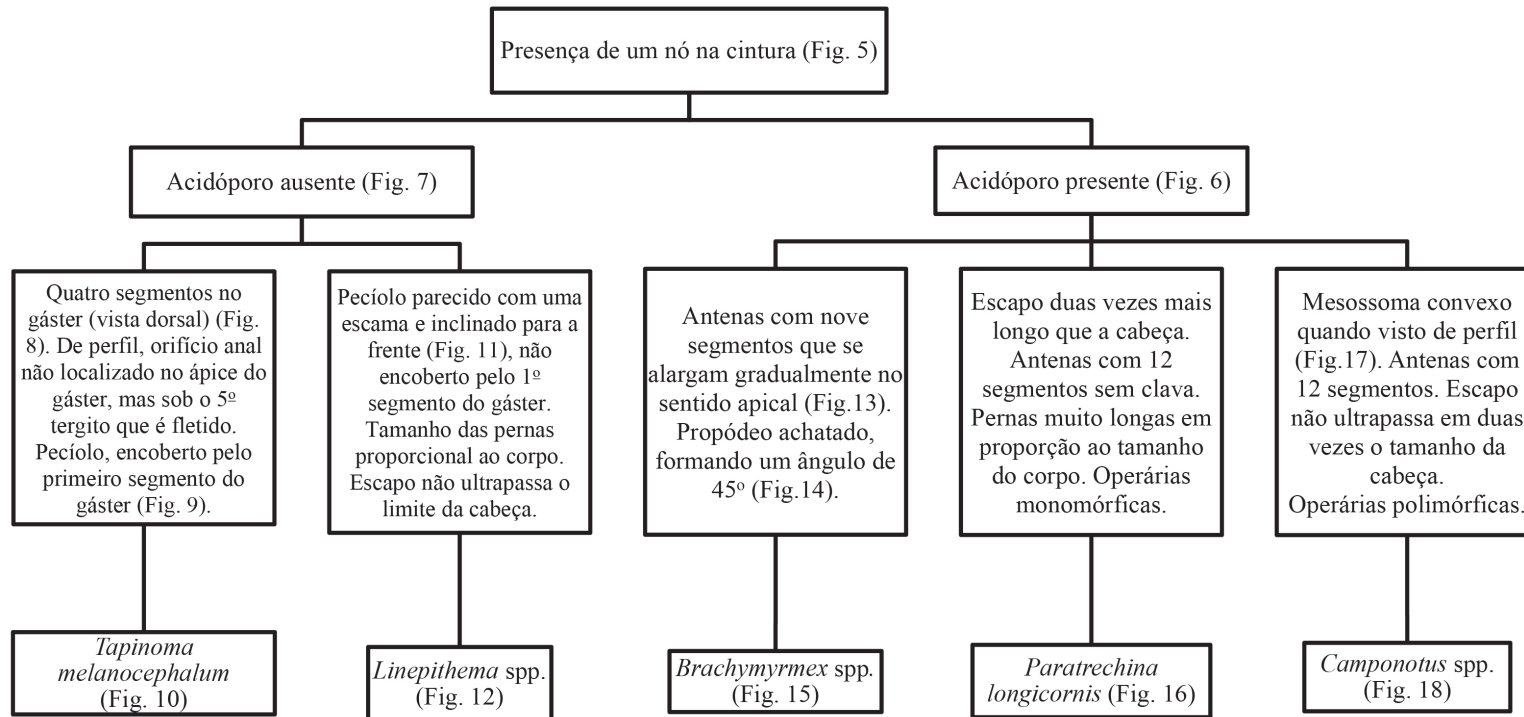 Presença de um nó na cintura (Fig. 5)
Acidóporo ausente (Fig. 7)
Acidóporo presente (Fig. 6)
Quatro segmentos no
gáster (vista dorsal) (Fig.
8). De perfil, orifício anal
não localizado no ápice do
gáster, mas sob o 5º
tergito que é fletido.
Pecíolo, encoberto pelo
primeiro segmento do
gáster (Fig. 9).
Pecíolo parecido com uma
escama e inclinado para a
frente (Fig. 11), não
encoberto pelo 1º
segmento do gáster.
Tamanho das pernas
proporcional ao corpo.
Escapo não ultrapassa o
limite da cabeça.
Antenas com nove
segmentos que se
alargam gradualmente no
sentido apical (Fig.13).
Propódeo achatado,
formando um ângulo de
45º (Fig.14).
Escapo duas vezes mais
longo que a cabeça.
Antenas com 12
segmentos sem clava.
Pernas muito longas em
proporção ao tamanho
do corpo. Operárias
monomórficas.
Mesossoma convexo
quando visto de perfil
(Fig.17). Antenas com
12 segmentos. Escapo
não ultrapassa em duas
vezes o tamanho da
cabeça.
Operárias polimórficas.
Tapinoma
melanocephalum
(Fig. 10)
Linepithema spp.
(Fig. 12)
Brachymyrmex spp.
(Fig. 15)
Paratrechina
longicornis (Fig. 16)
Camponotus spp.
(Fig. 18)